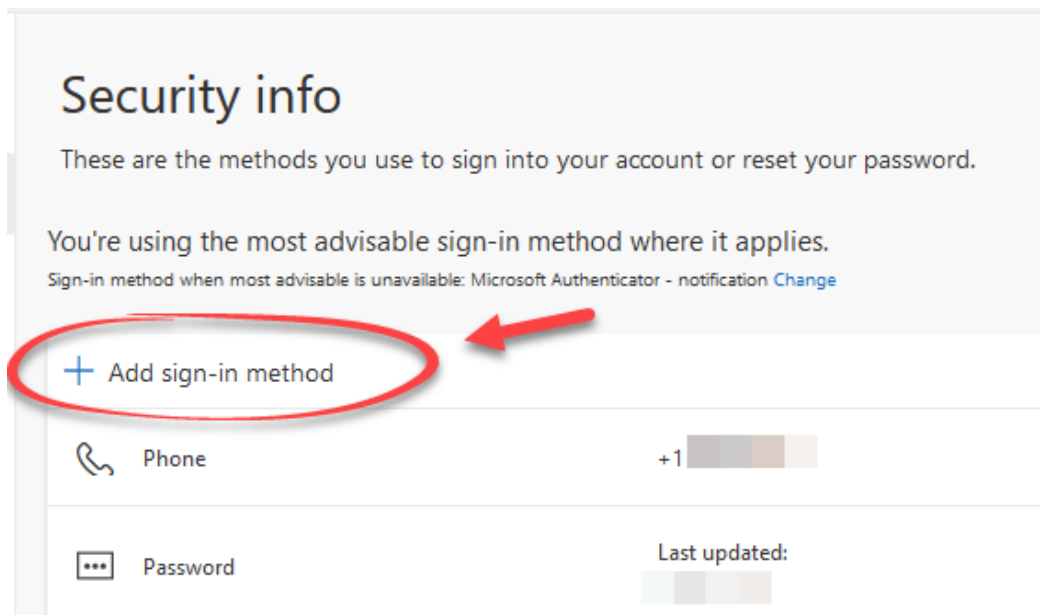 Security info
These are the methods you use to sign into your account or reset your password.
You're using the most advisable sign-in method where it applies.
Sign-in method when most advisable is unavailable: Microsoft Authenticator - notification Change
+ Add sign-in method
Phone +1
Last updated:
Password